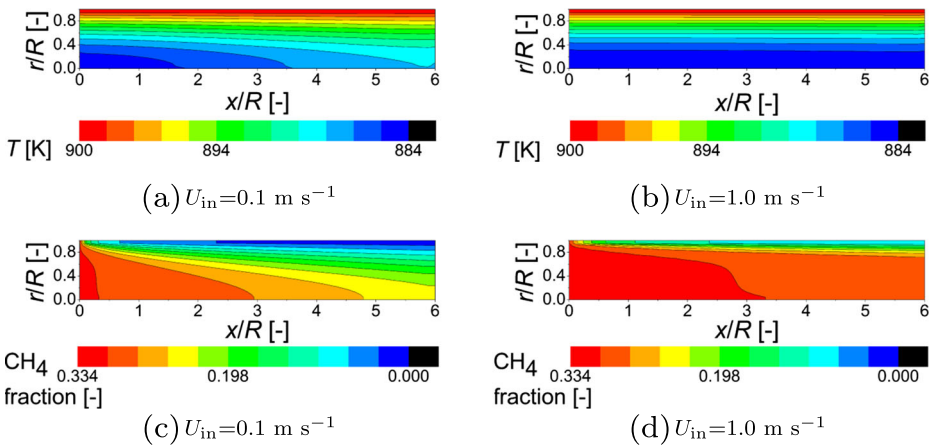 r/R [-]
0.8
0.4
0.0
0 1 2 3 4 5 6
x/R [-]
T [K]
900 894 884
(a) U_in=0.1 m s⁻¹
r/R [-]
0.8
0.4
0.0
0 1 2 3 4 5 6
x/R [-]
T [K]
900 894 884
(b) U_in=1.0 m s⁻¹
r/R [-]
0.8
0.4
0.0
0 1 2 3 4 5 6
x/R [-]
CH4
0.334 0.198 0.000
fraction [-]
(c) U_in=0.1 m s⁻¹
r/R [-]
0.8
0.4
0.0
0 1 2 3 4 5 6
x/R [-]
CH4
0.334 0.198 0.000
fraction [-]
(d) U_in=1.0 m s⁻¹